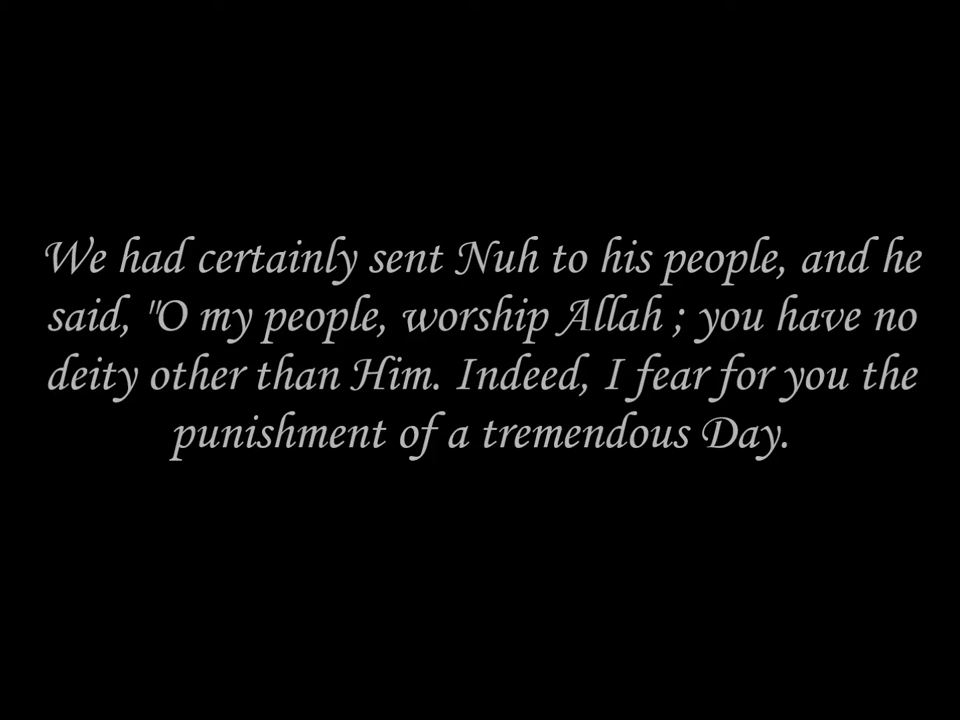 We had certainly sent Nuh to his people, and he
said, "O my people, worship Allah ; you have no
deity other than Him. Indeed, I fear for you the
punishment of a tremendous Day.